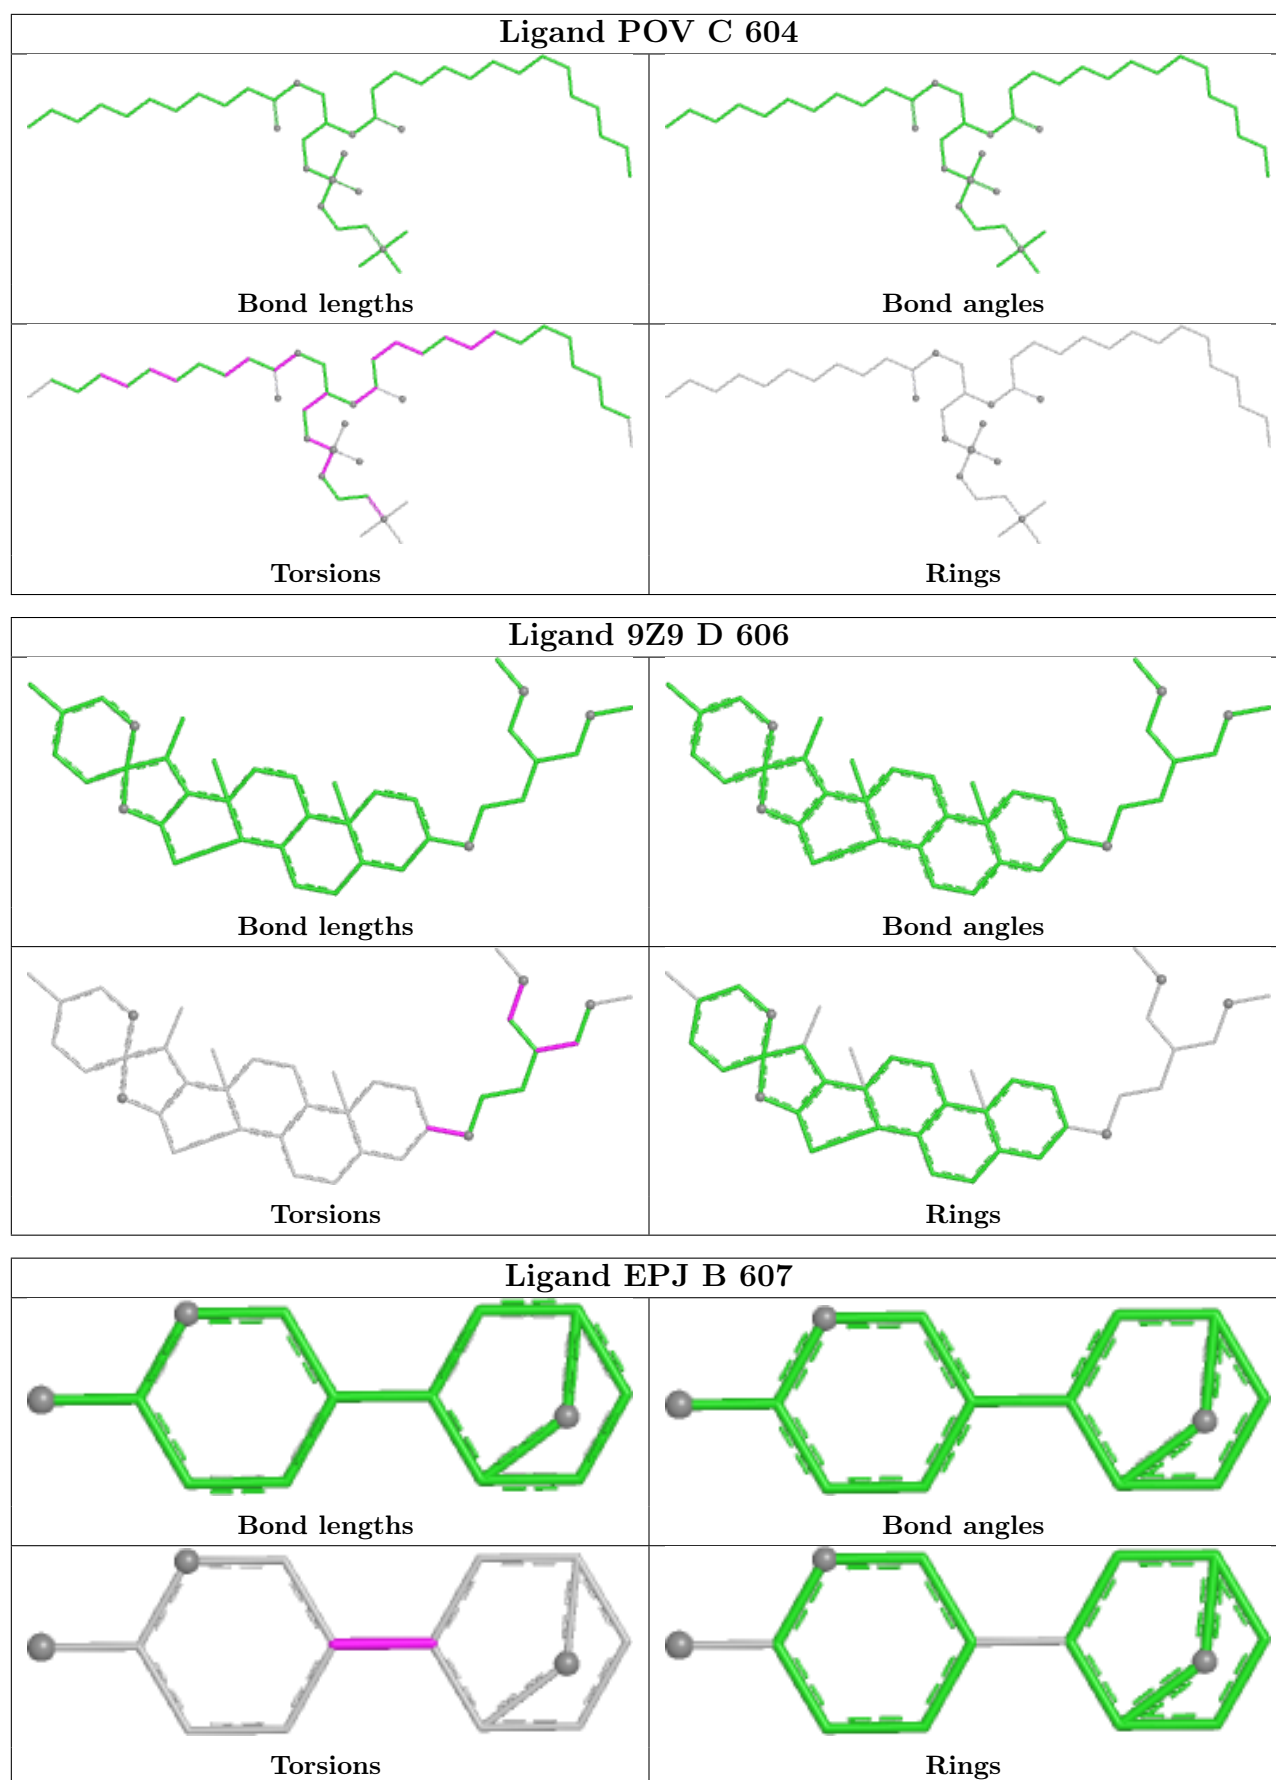 Ligand POV C 604
Bond lengths
Bond angles
Torsions
Rings
Ligand 9Z9 D 606
Bond lengths
Bond angles
Torsions
Rings
Ligand EPJ B 607
Bond lengths
Bond angles
Torsions
Rings